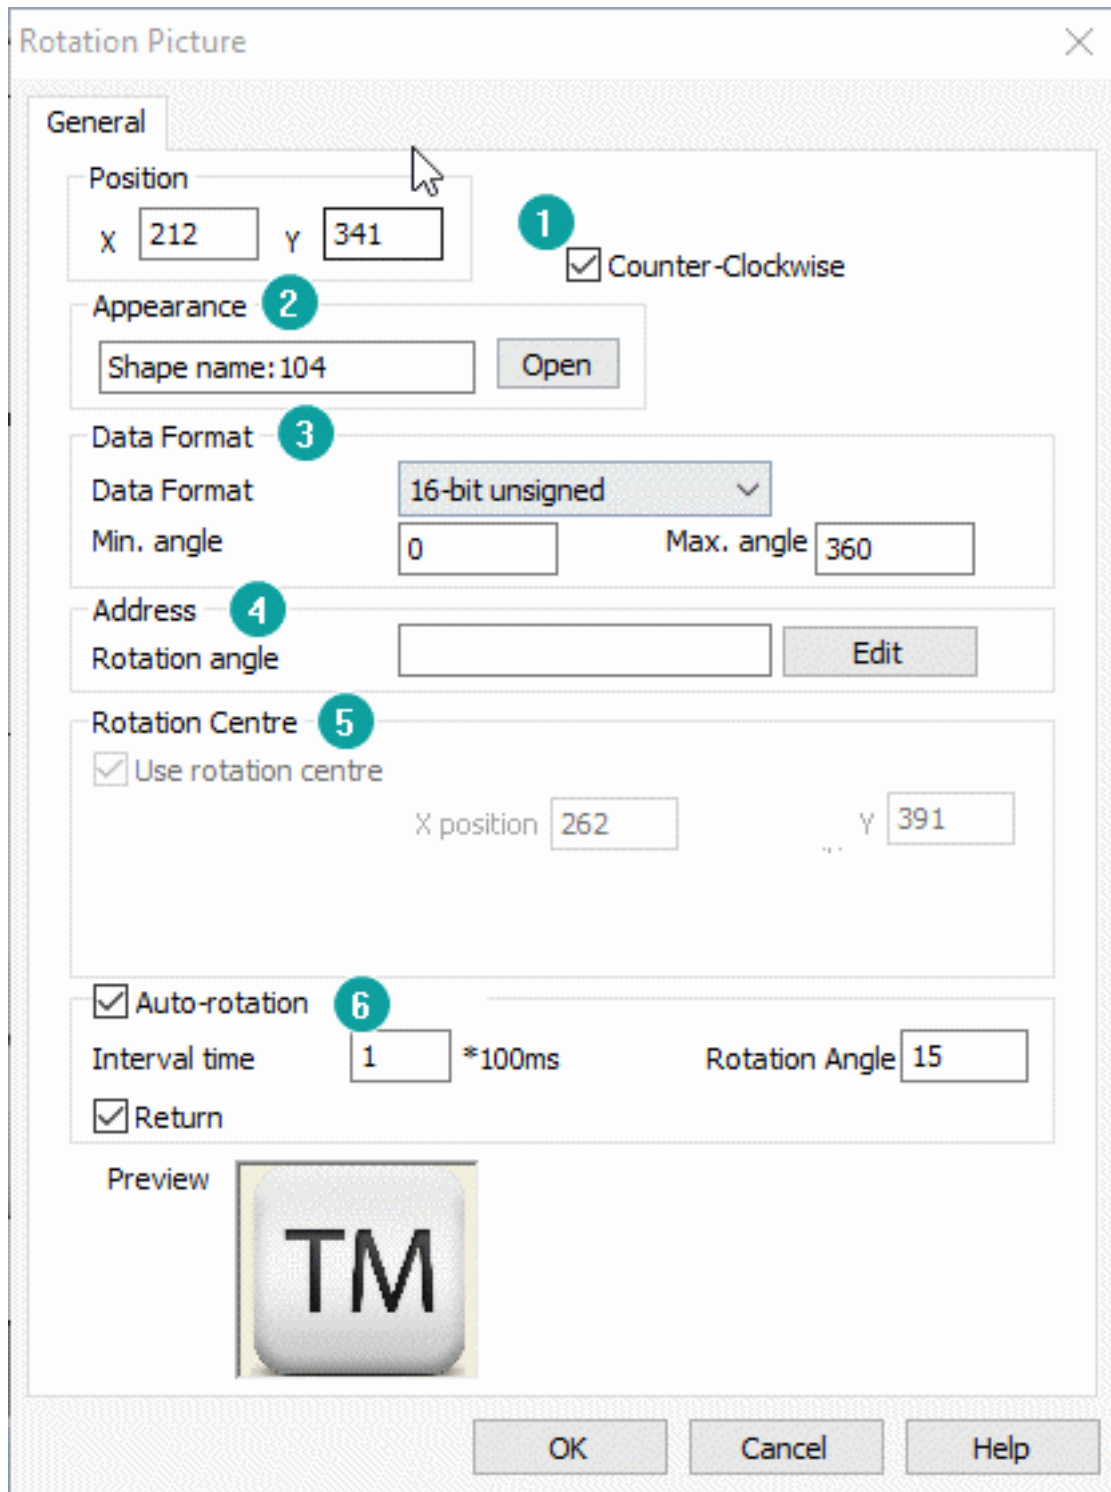 Rotation Picture
General
Position
X 212 Y 341
1
Counter-Clockwise
Appearance 2
Shape name:104 Open
Data Format 3
Data Format 16-bit unsigned
Min. angle 0 Max. angle 360
Address 4
Rotation angle Edit
Rotation Centre 5
Use rotation centre
X position 262 Y 391
Auto-rotation 6
Interval time 1 *100ms Rotation Angle 15
Return
Preview
TM
OK Cancel Help